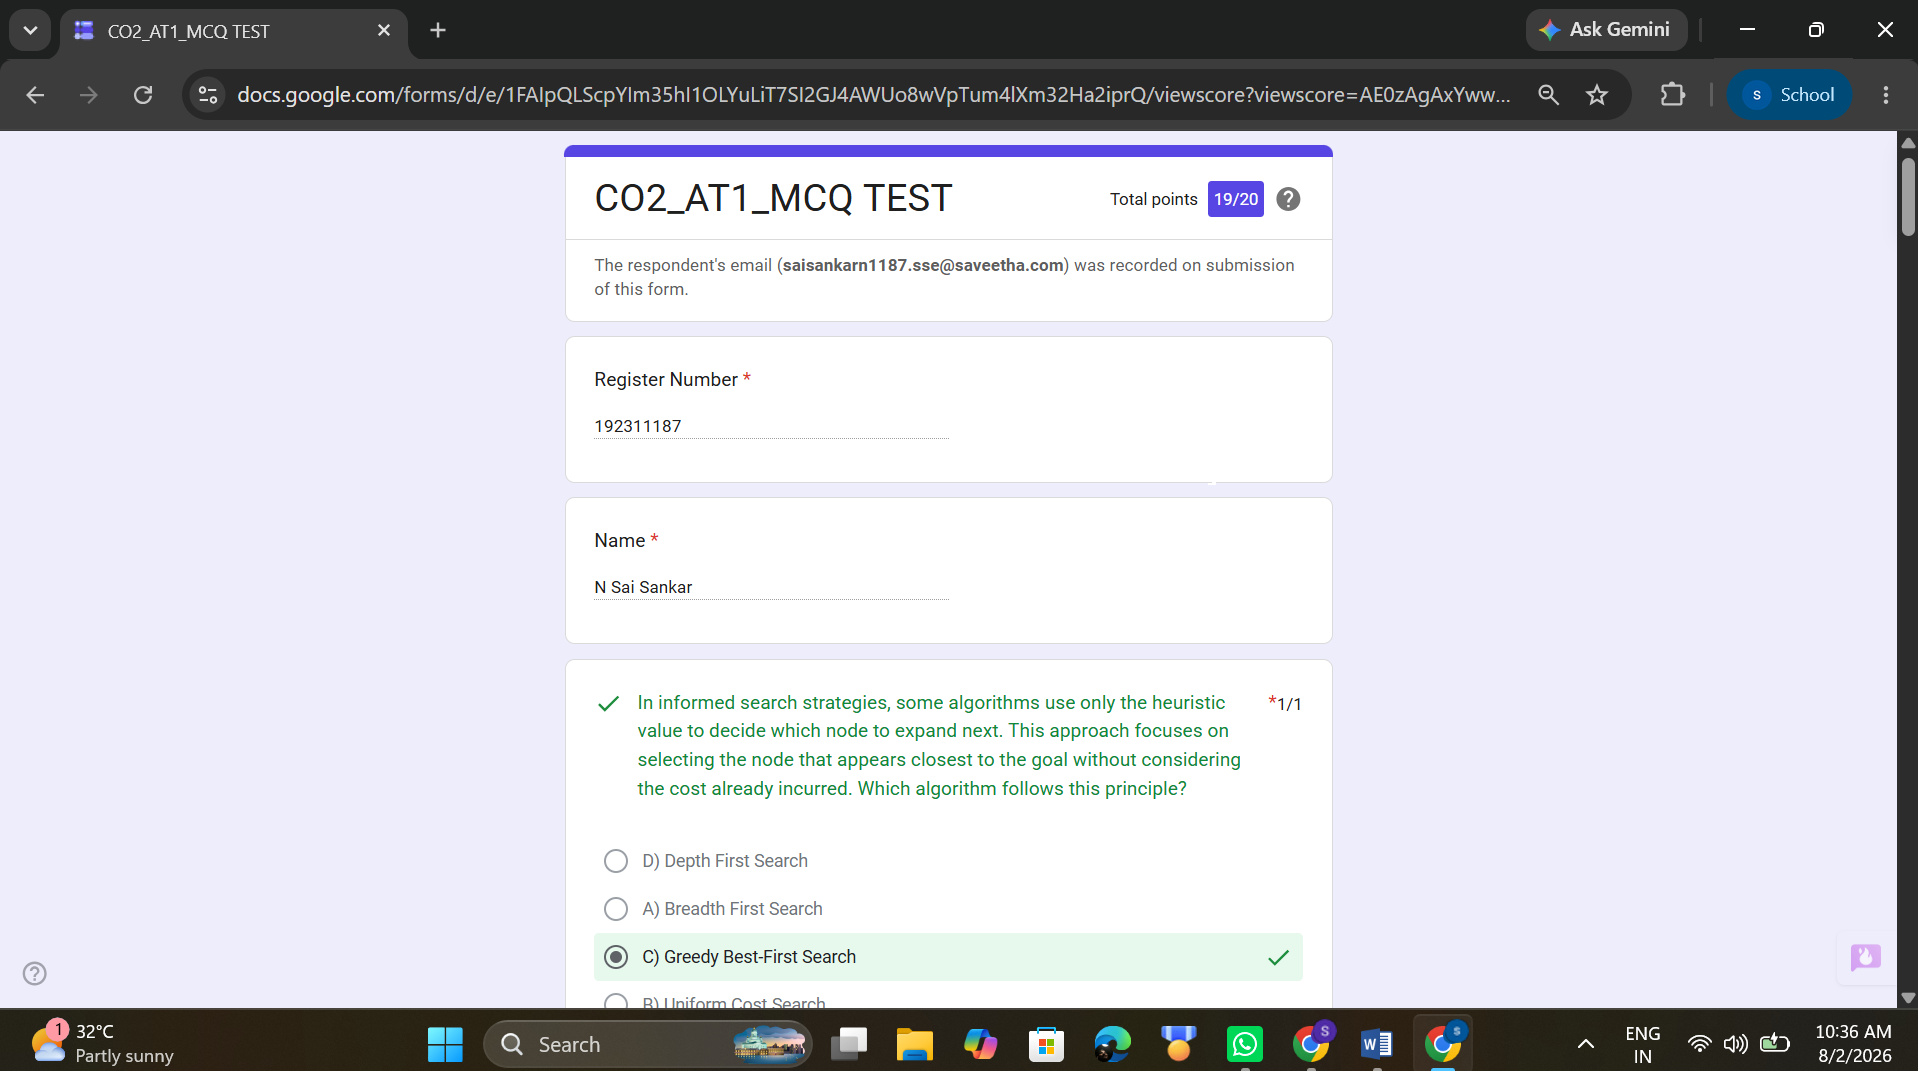 CO2_AT1_MCQ TEST
Ask Gemini
docs.google.com/forms/d/e/1FAIpQLScpYIm35hI1OLYuLiT7SI2GJ4AWUo8wVpTum4lXm32Ha2iprQ/viewscore?viewscore=AE0zAgAxYww...
s School
CO2_AT1_MCQ TEST
Total points 19/20
The respondent's email (saisankarn1187.sse@saveetha.com) was recorded on submission
of this form.
Register Number *
192311187
Name *
N Sai Sankar
In informed search strategies, some algorithms use only the heuristic *1/1
value to decide which node to expand next. This approach focuses on
selecting the node that appears closest to the goal without considering
the cost already incurred. Which algorithm follows this principle?
D) Depth First Search
A) Breadth First Search
C) Greedy Best-First Search
B) Uniform Cost Search
1
32°C
Partly sunny
Search
S
W
s
ENG
IN
10:36 AM
8/2/2026